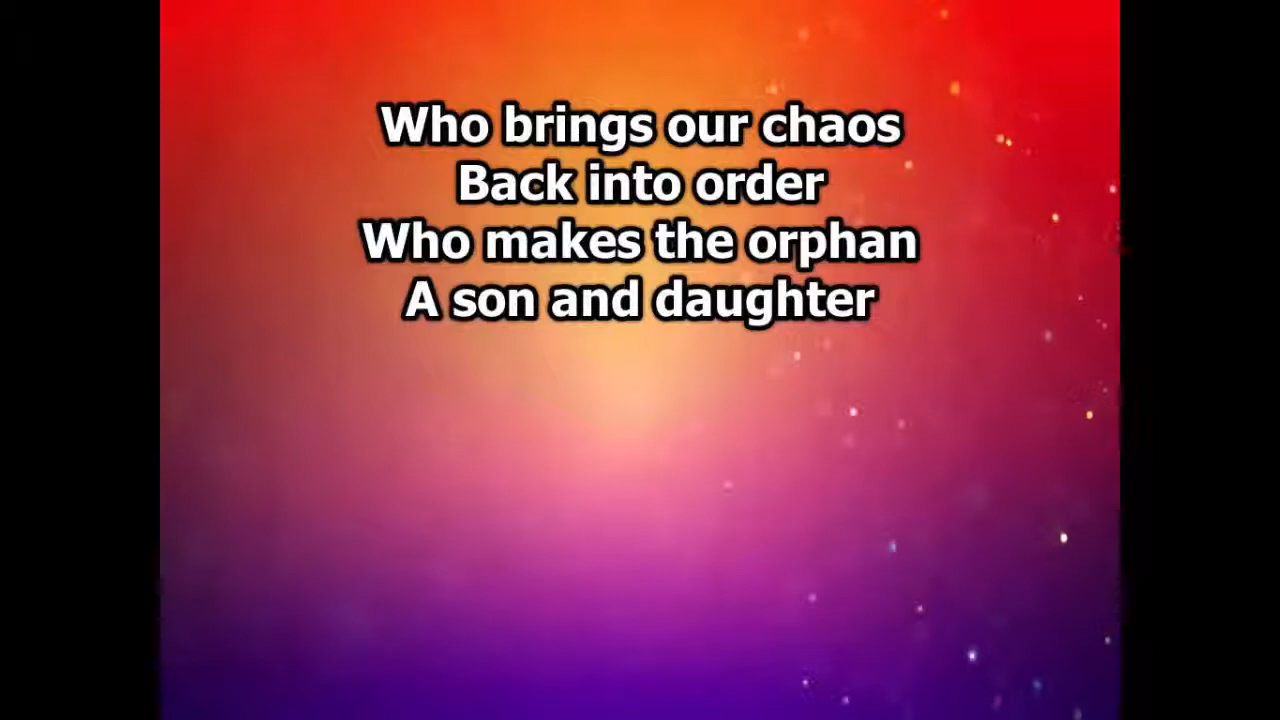 Who brings our chaos
Back into order
Who makes the orphan
A son and daughter